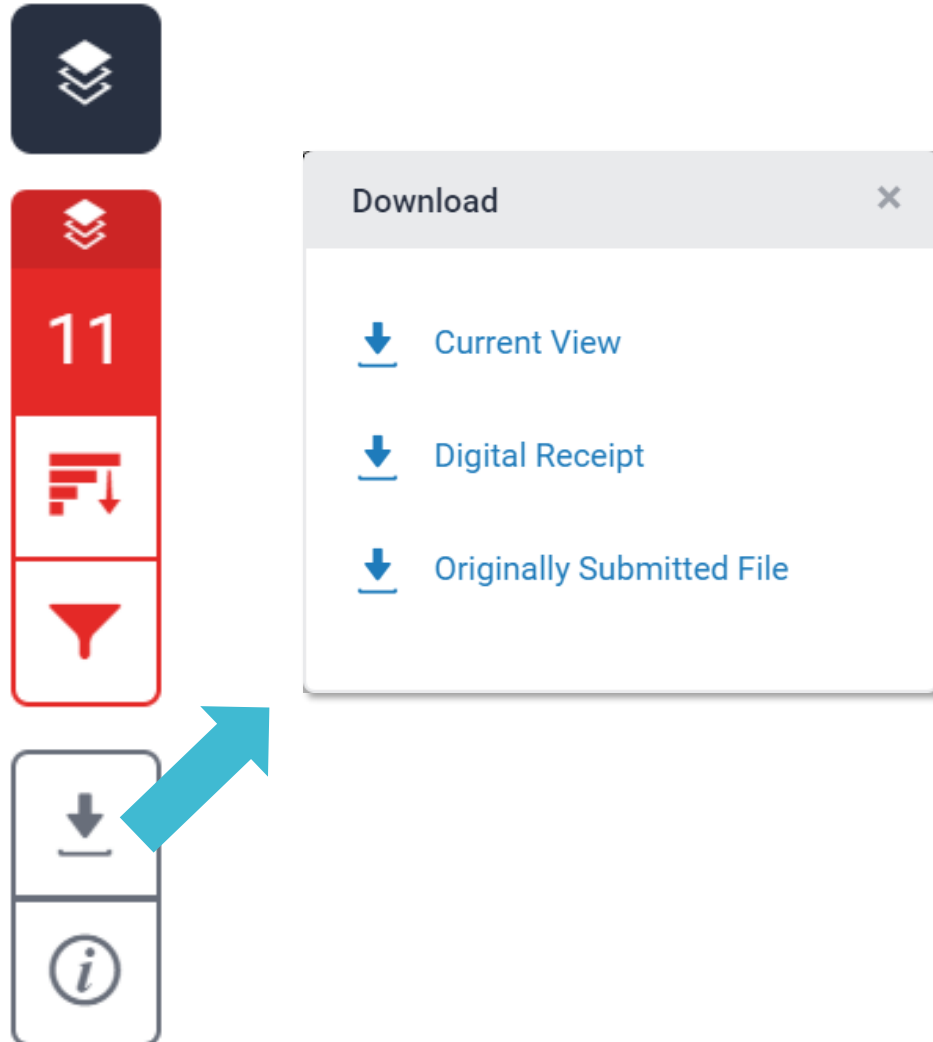 11
Download
Current View
Digital Receipt
Originally Submitted File
i